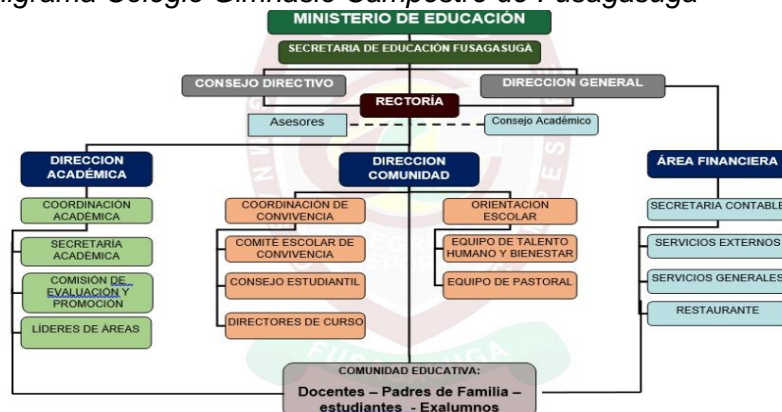 Colegio Gimnasio Campestre de Fusagasugá
MINISTERIO DE EDUCACIÓN
SECRETARIA DE EDUCACIÓN FUSAGASUGÁ
CONSEJO DIRECTIVO
DIRECCION GENERAL
RECTORÍA
Asesores
Consejo Académico
DIRECCION
ACADÉMICA
DIRECCION
COMUNIDAD
ÁREA FINANCIERA
COORDINACIÓN
ACADÉMICA
COORDINACIÓN DE
CONVIVENCIA
ORIENTACION
ESCOLAR
SECRETARIA CONTABLE
SECRETARÍA
ACADÉMICA
COMITÉ ESCOLAR DE
CONVIVENCIA
EQUIPO DE TALENTO
HUMANO Y BIENESTAR
SERVICIOS EXTERNOS
COMISIÓN DE
EVALUACIÓN Y
PROMOCIÓN
CONSEJO ESTUDIANTIL
EQUIPO DE PASTORAL
SERVICIOS GENERALES
LÍDERES DE ÁREAS
DIRECTORES DE CURSO
RESTAURANTE
FUSAGASUGÁ
COMUNIDAD EDUCATIVA:
Docentes – Padres de Familia –
estudiantes - Exalumnos